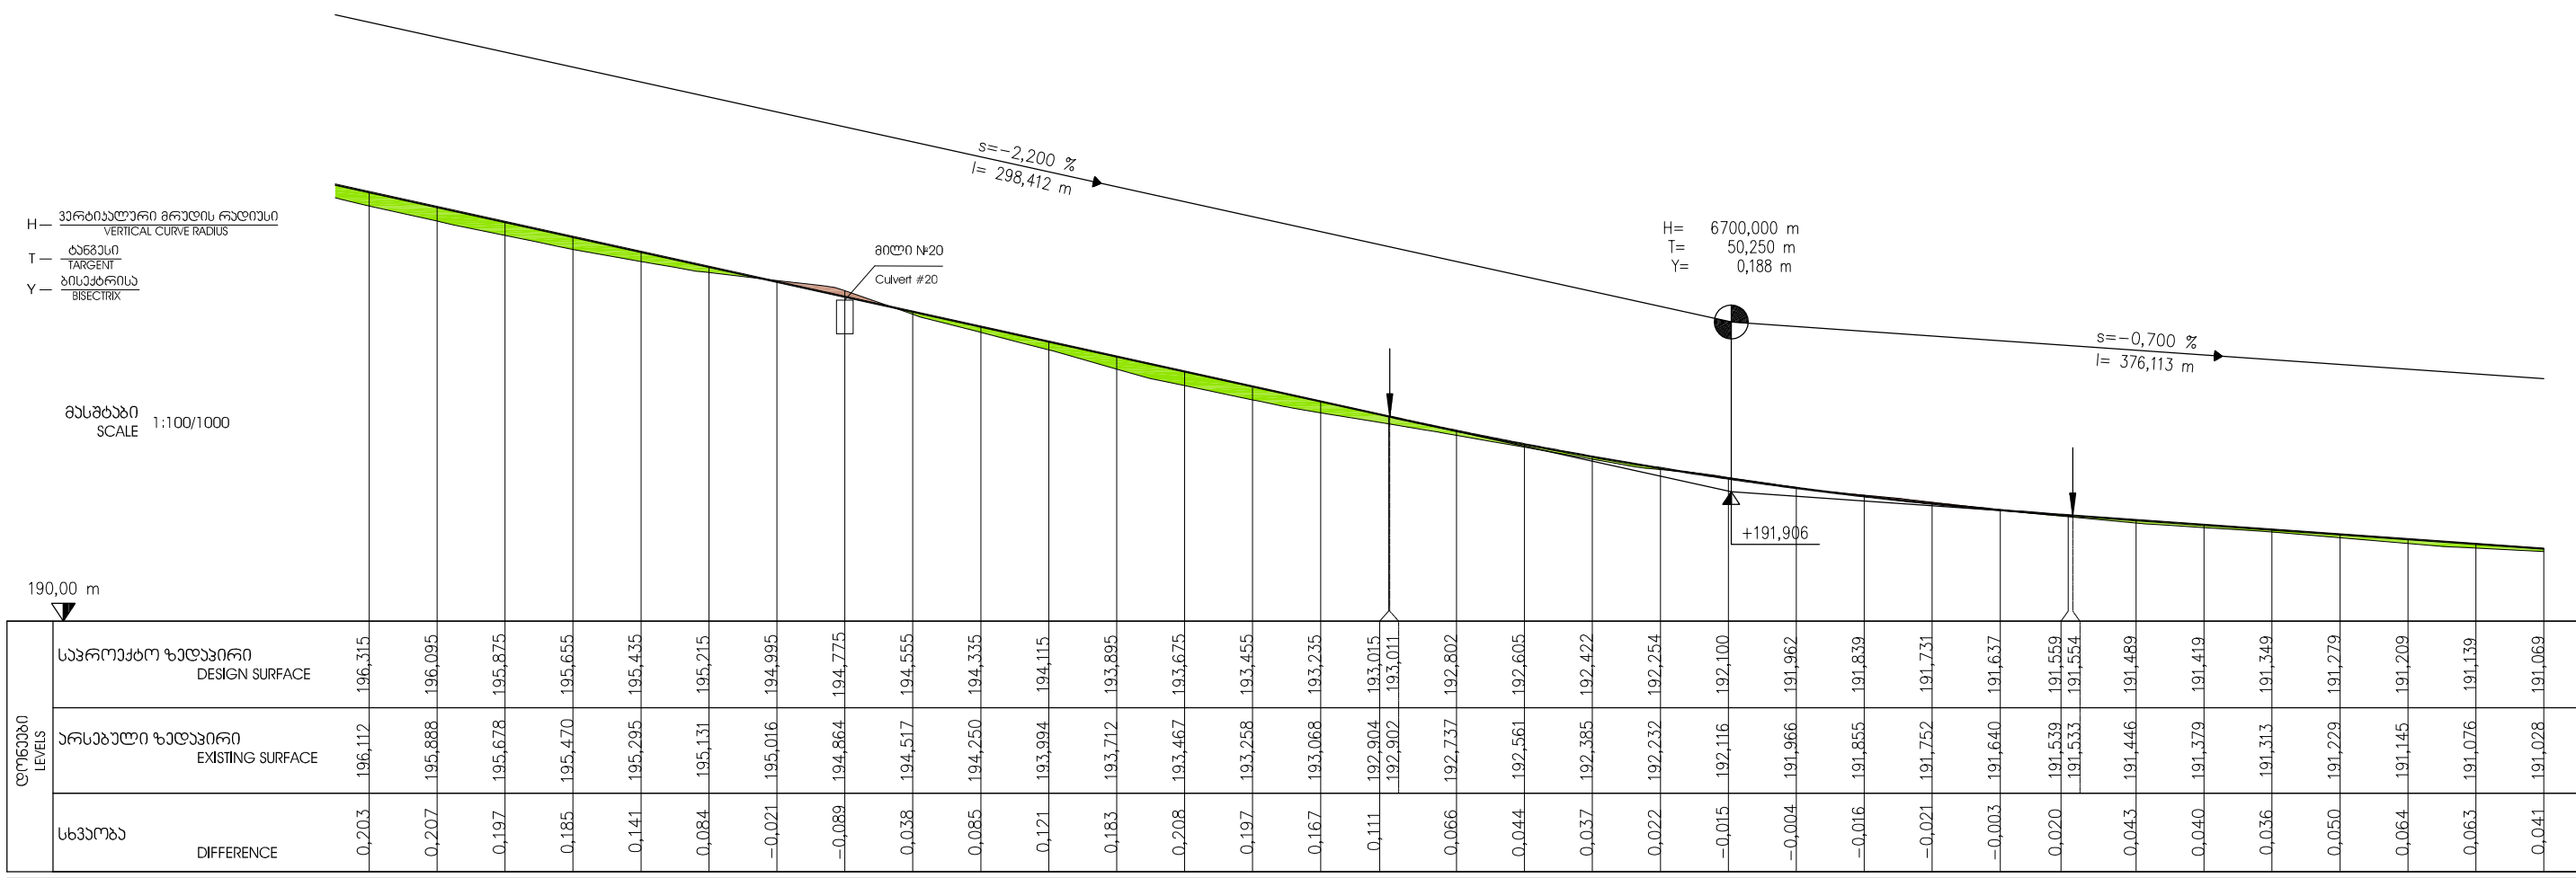 s=-2,200 %
l= 298,412 m
H— ვერტიკალური მრუდის რადიუსი
VERTICAL CURVE RADIUS
T— ტანგესი
TARGENT
Y— ბისექტრისა
BISECTRIX
მილი №20
Culvert #20
H= 6700,000 m
T= 50,250 m
Y= 0,188 m
s=-0,700 %
l= 376,113 m
მასშტაბი
SCALE 1:100/1000
+191,906
190,00 m
დონეები
LEVELS
საპროექტო ზედაპირი
DESIGN SURFACE
196,315 196,095 195,875 195,655 195,435 195,215 194,995 194,775 194,555 194,335 194,115 193,895 193,675 193,455 193,235 193,015 193,011 192,802 192,605 192,422 192,254 192,100 191,962 191,839 191,731 191,637 191,559 191,554 191,489 191,419 191,349 191,279 191,209 191,139 191,069
არსებული ზედაპირი
EXISTING SURFACE
196,112 195,888 195,678 195,470 195,295 195,131 195,016 194,864 194,517 194,250 193,994 193,712 193,467 193,258 193,068 192,904 192,902 192,737 192,561 192,385 192,232 192,116 191,966 191,855 191,752 191,640 191,539 191,533 191,446 191,379 191,313 191,229 191,145 191,076 191,028
სხვაობა
DIFFERENCE
0,203 0,207 0,197 0,185 0,141 0,084 -0,021 -0,089 0,038 0,085 0,121 0,183 0,208 0,197 0,167 0,111 0,066 0,044 0,037 0,022 -0,015 -0,004 -0,016 -0,021 -0,003 0,020 0,043 0,040 0,036 0,050 0,064 0,063 0,041